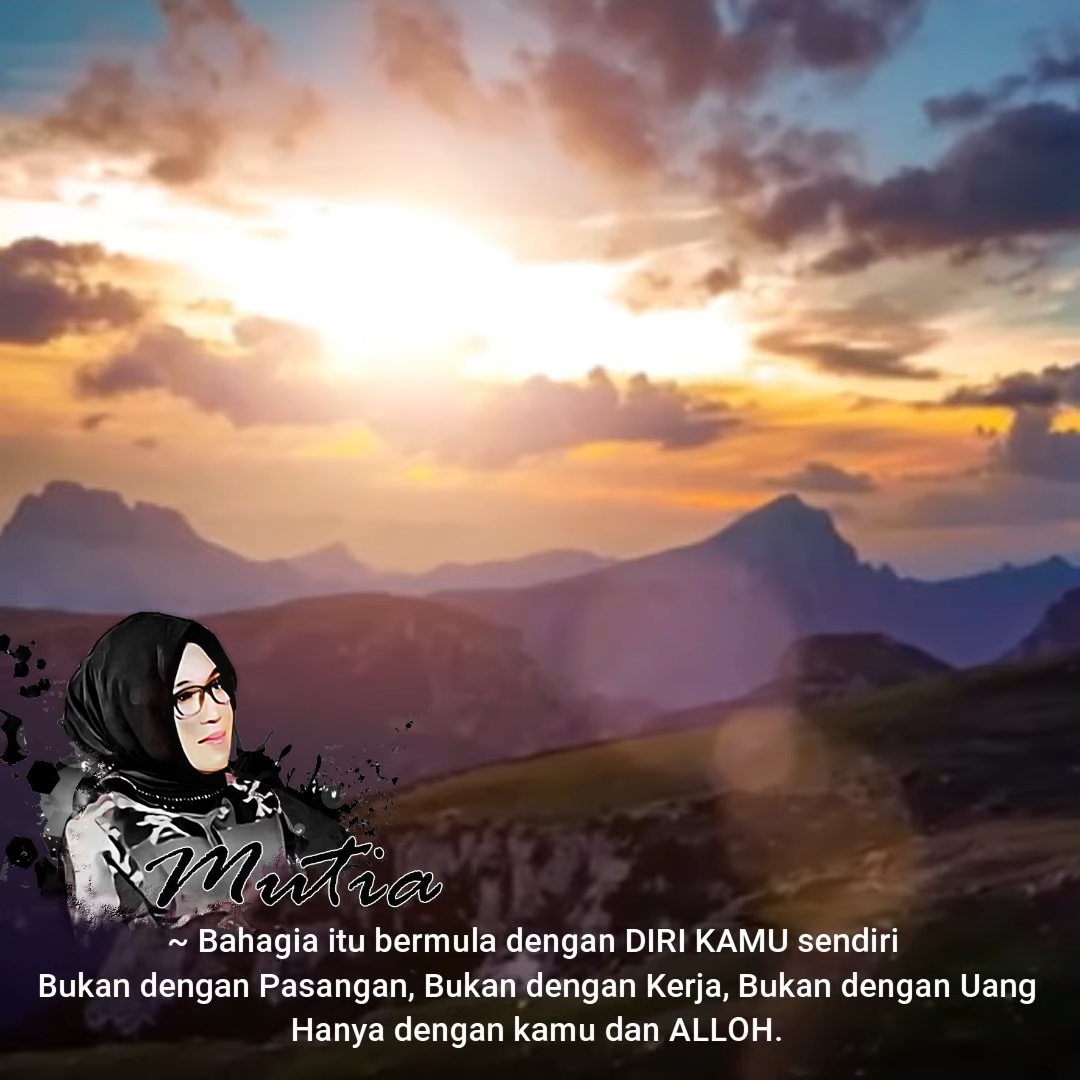 Mutia
~ Bahagia itu bermula dengan DIRI KAMU sendiri
Bukan dengan Pasangan, Bukan dengan Kerja, Bukan dengan Uang
Hanya dengan kamu dan ALLOH.